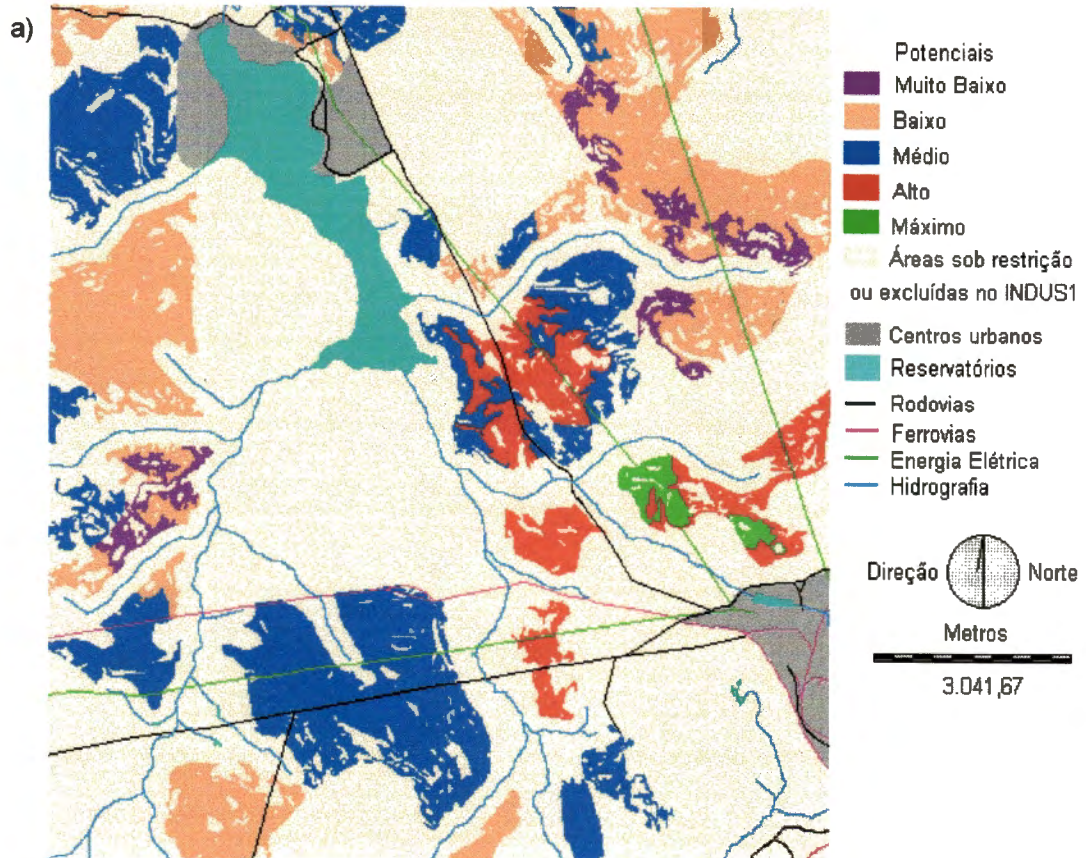 a)
Potenciais
Muito Baixo
Baixo
Médio
Alto
Máximo
Áreas sob restrição
ou excluídas no INDUS1
Centros urbanos
Reservatórios
Rodovias
Ferrovias
Energia Elétrica
Hidrografia
Direção Norte
Metros
3.041,67